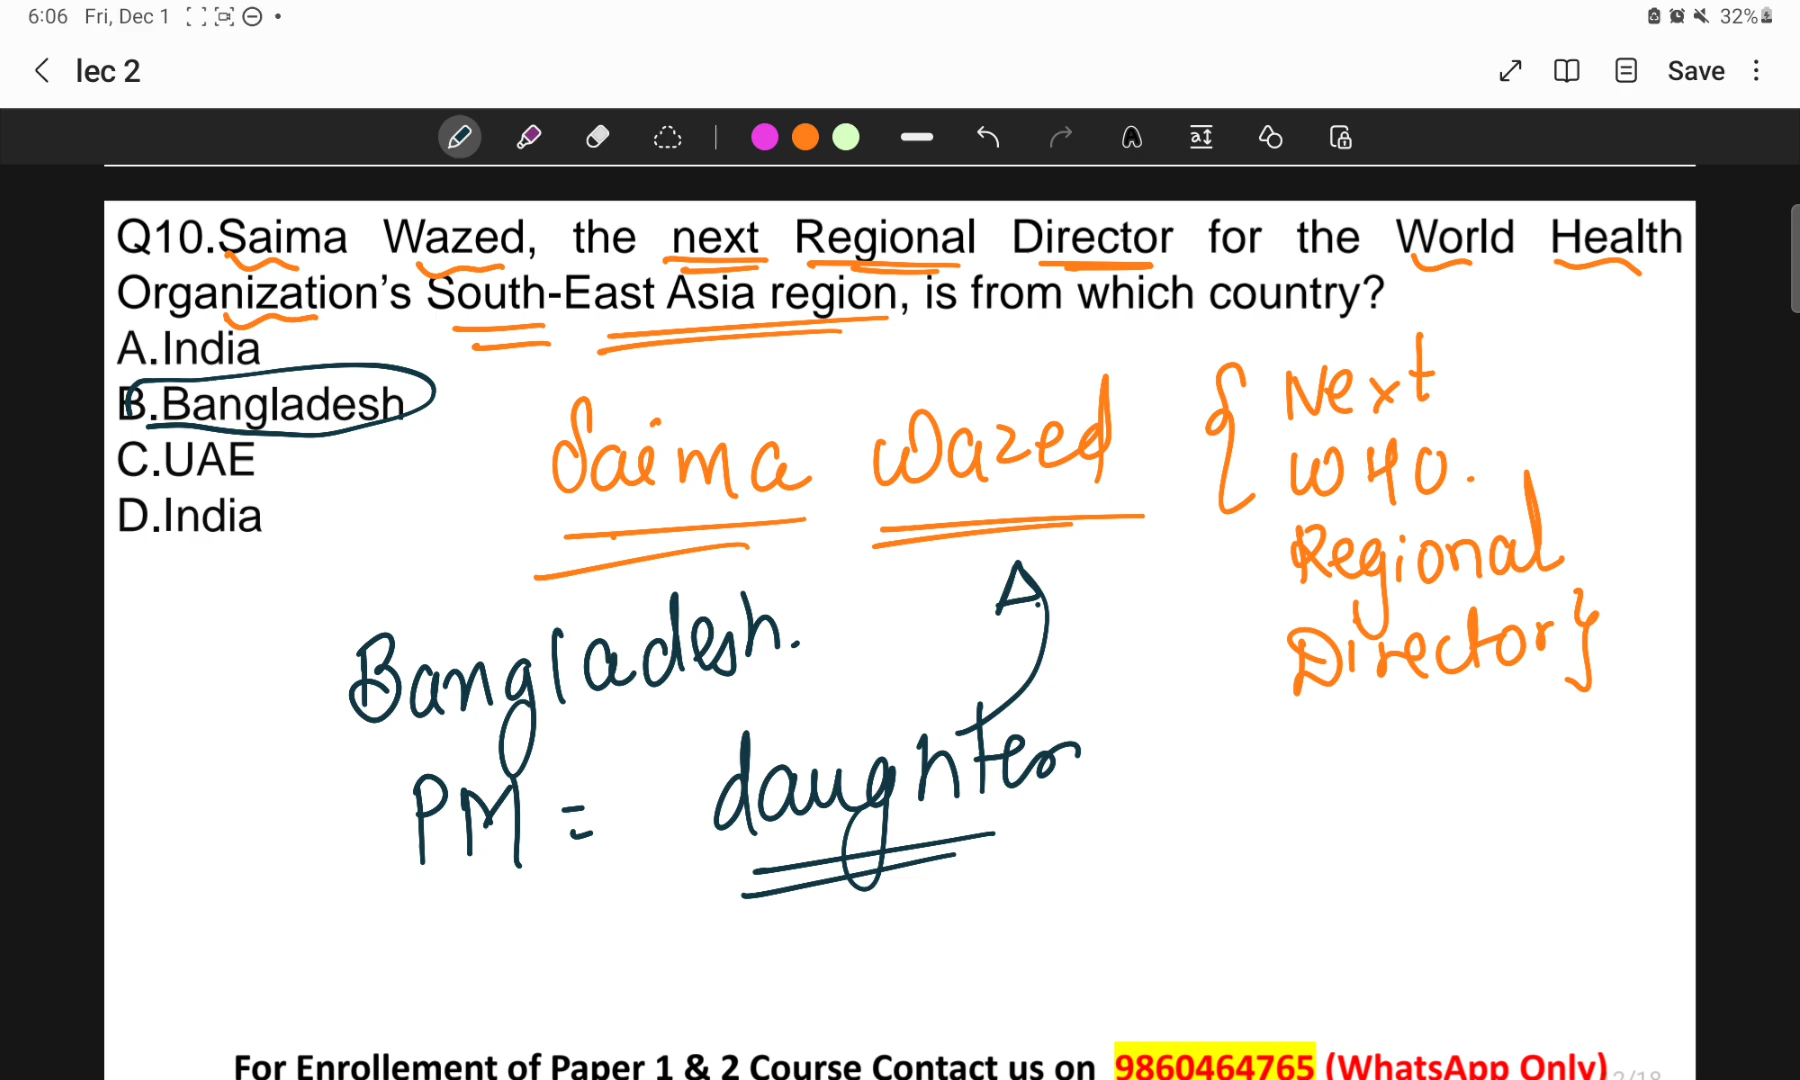 6:06 Fri, Dec 1 32%
lec 2 Save
Q10.Saima Wazed, the next Regional Director for the World Health
Organization's South-East Asia region, is from which country?
A.India
B.Bangladesh
C.UAE
D.India
Saima Wazed
{ Next
WHO.
Regional
Director }
Bangladesh.
PM = daughter
For Enrollement of Paper 1 & 2 Course Contact us on 9860464765 (WhatsApp Only)
2/18